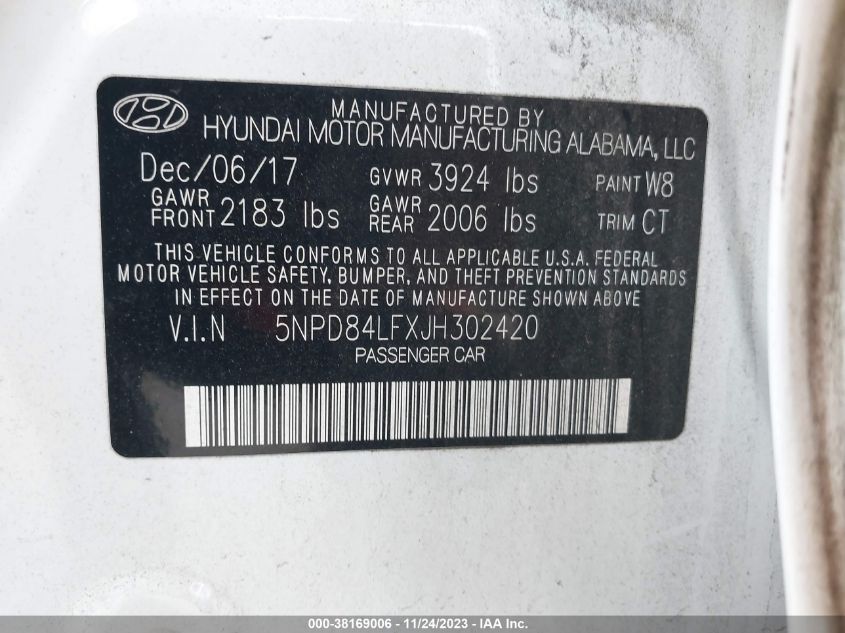 MANUFACTURED BY
HYUNDAI MOTOR MANUFACTURING ALABAMA, LLC
Dec/06/17 GVWR 3924 lbs PAINT W8
GAWR FRONT 2183 lbs GAWR REAR 2006 lbs TRIM CT
THIS VEHICLE CONFORMS TO ALL APPLICABLE U.S.A. FEDERAL
MOTOR VEHICLE SAFETY, BUMPER, AND THEFT PREVENTION STANDARDS
IN EFFECT ON THE DATE OF MANUFACTURE SHOWN ABOVE
V.I.N 5NPD84LFXJH302420
PASSENGER CAR
000-38169006 - 11/24/2023 - IAA Inc.